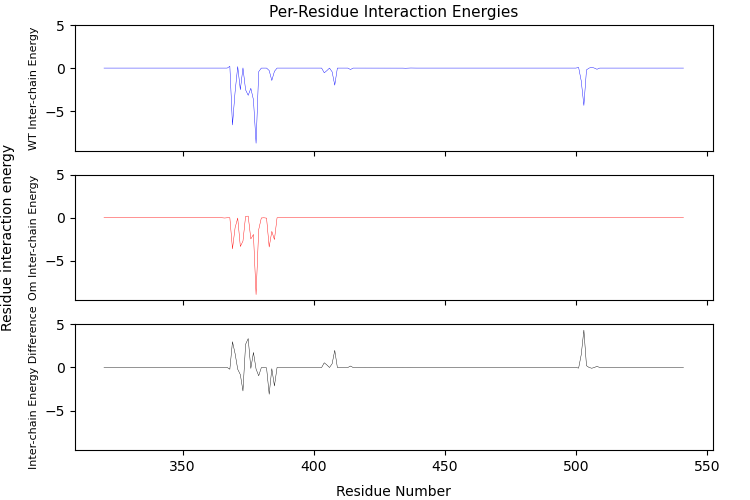 Per-Residue Interaction Energies
Residue interaction energy
WT Inter-chain Energy
5
0
−5
Om Inter-chain Energy
5
0
−5
Inter-chain Energy Difference
5
0
−5
350
400
450
500
550
Residue Number